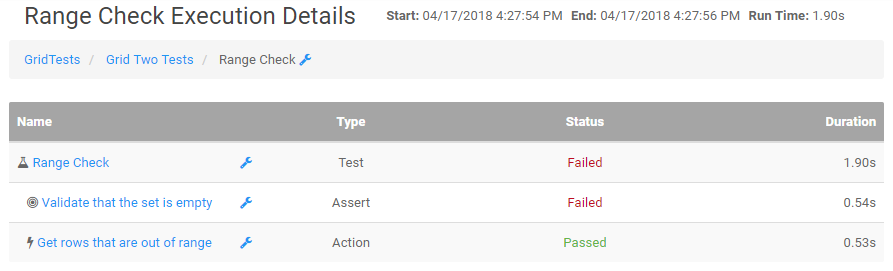 Range Check Execution Details Start: 04/17/2018 4:27:54 PM End: 04/17/2018 4:27:56 PM Run Time: 1.90s
GridTests / Grid Two Tests / Range Check
Name Type Status Duration
Range Check Test Failed 1.90s
Validate that the set is empty Assert Failed 0.54s
Get rows that are out of range Action Passed 0.53s